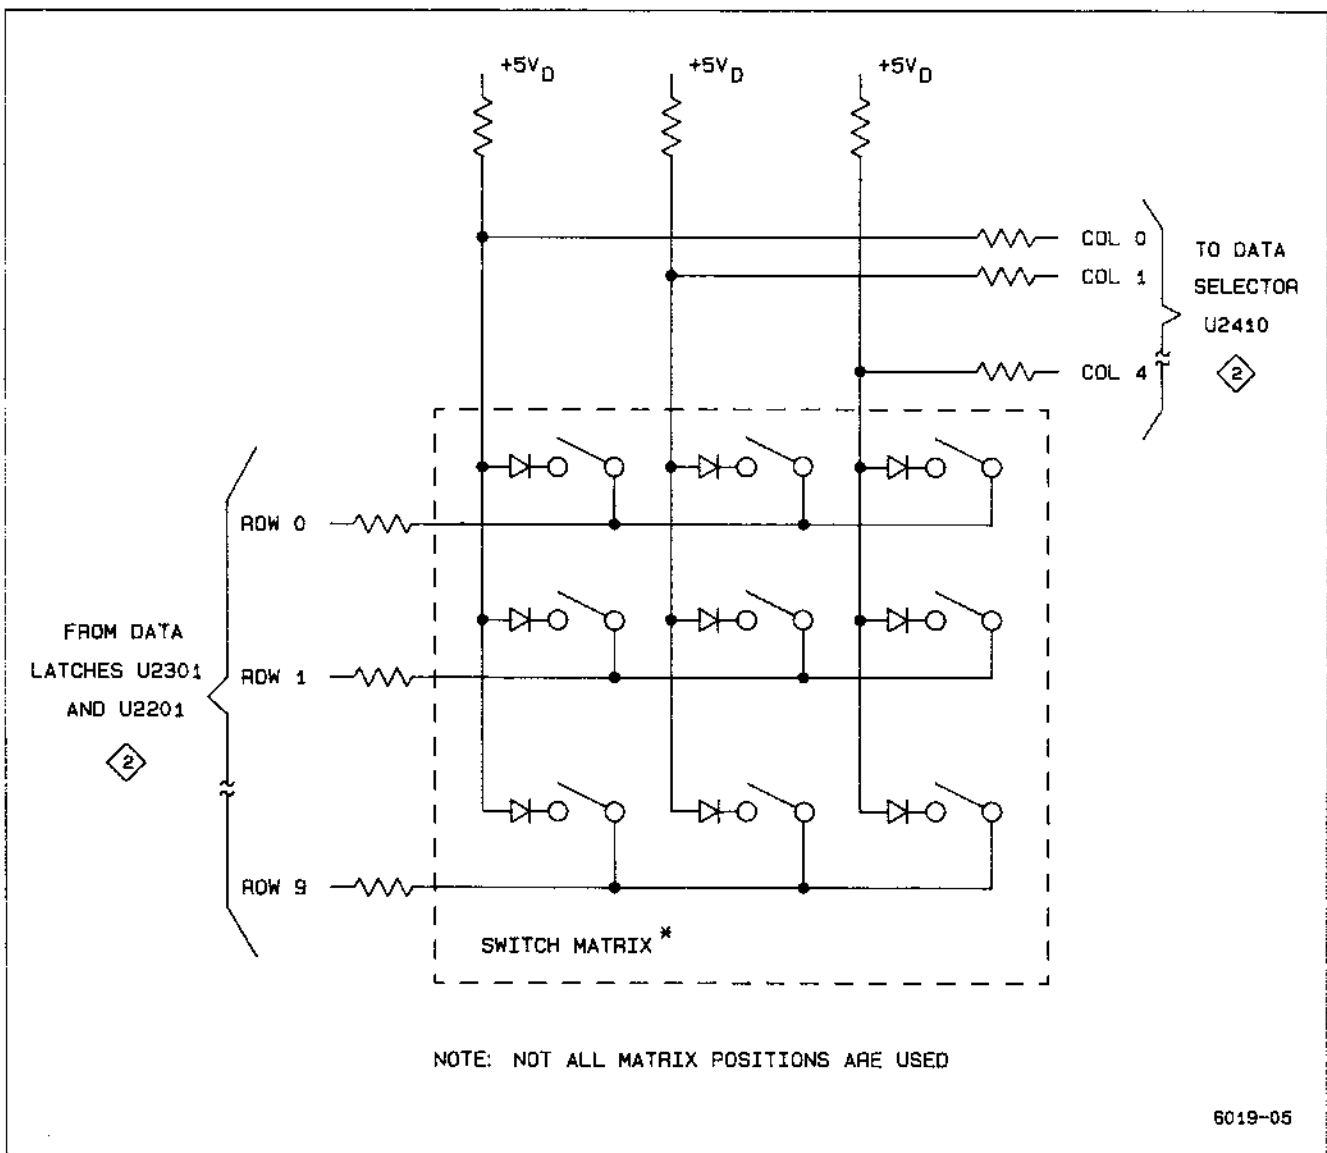 +5VD +5VD +5VD
COL 0
COL 1
COL 4
TO DATA
SELECTOR
U2410
2
ROW 0
ROW 1
ROW 9
FROM DATA
LATCHES U2301
AND U2201
2
SWITCH MATRIX *
NOTE: NOT ALL MATRIX POSITIONS ARE USED
6019-05